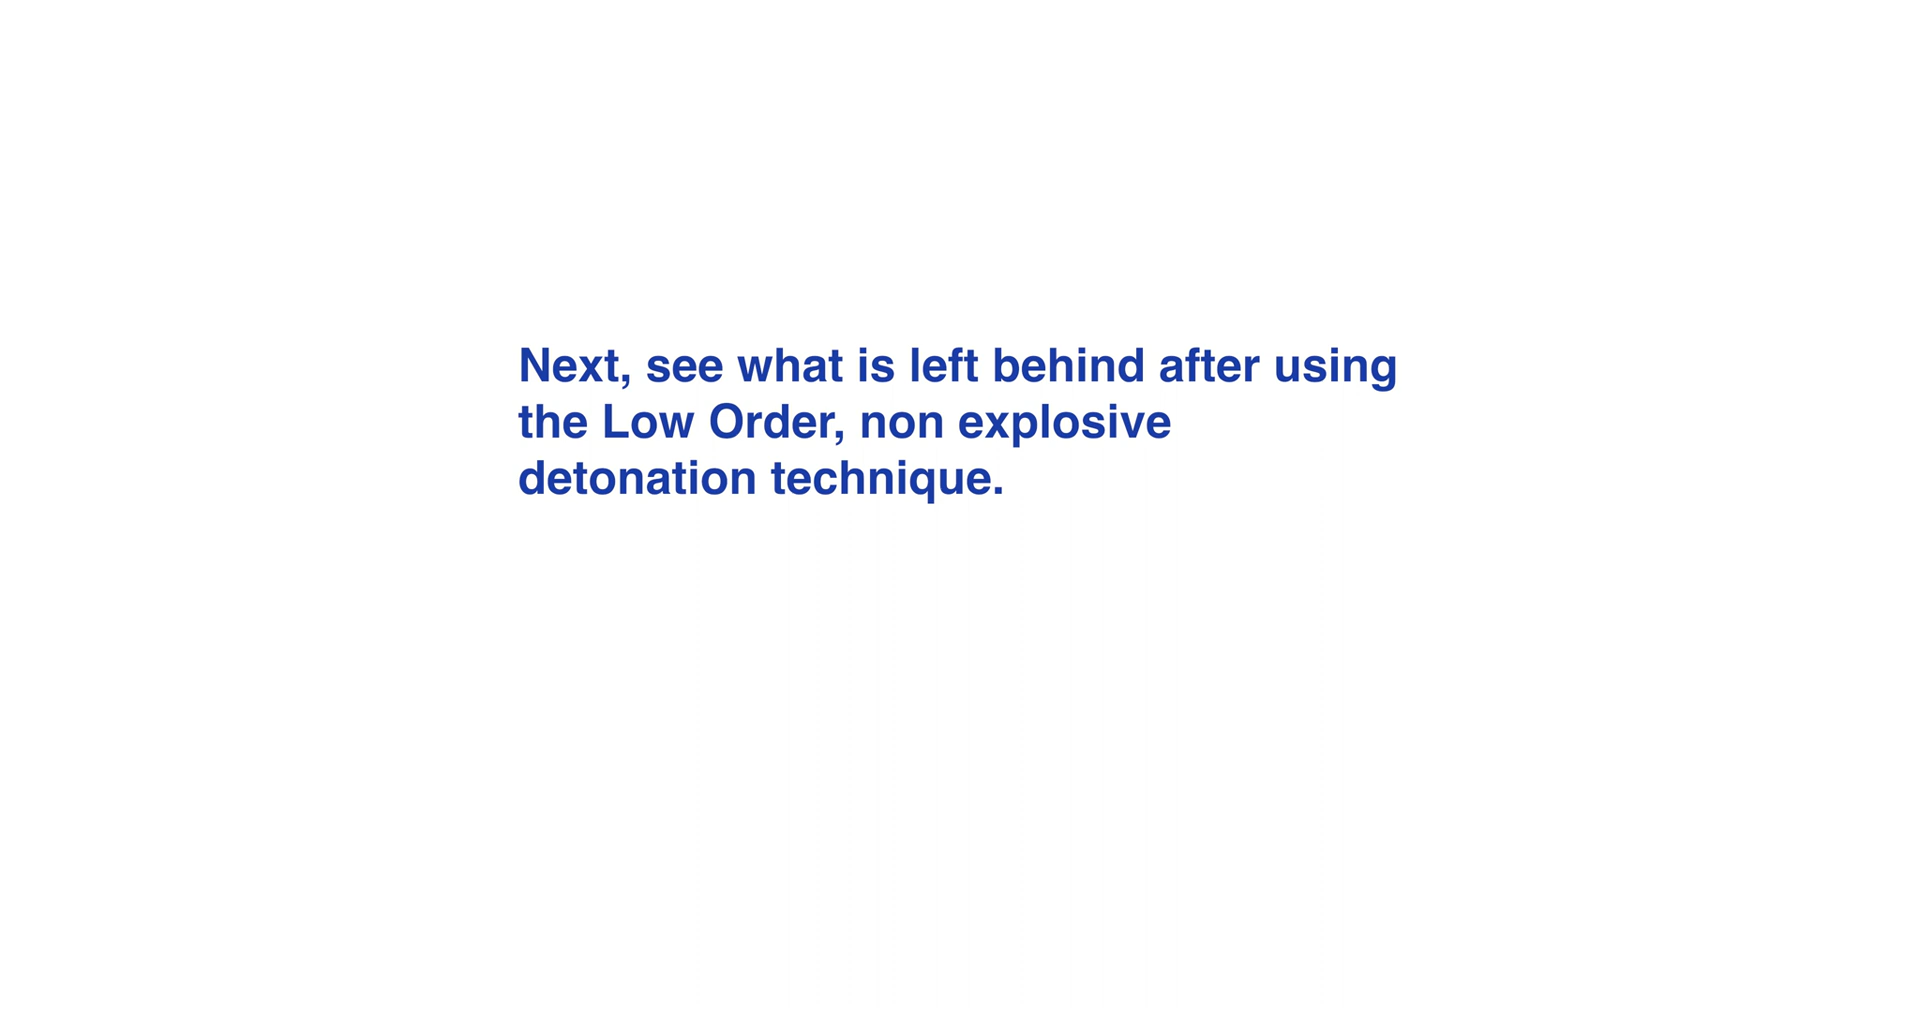 Next, see what is left behind after using
the Low Order, non explosive
detonation technique.